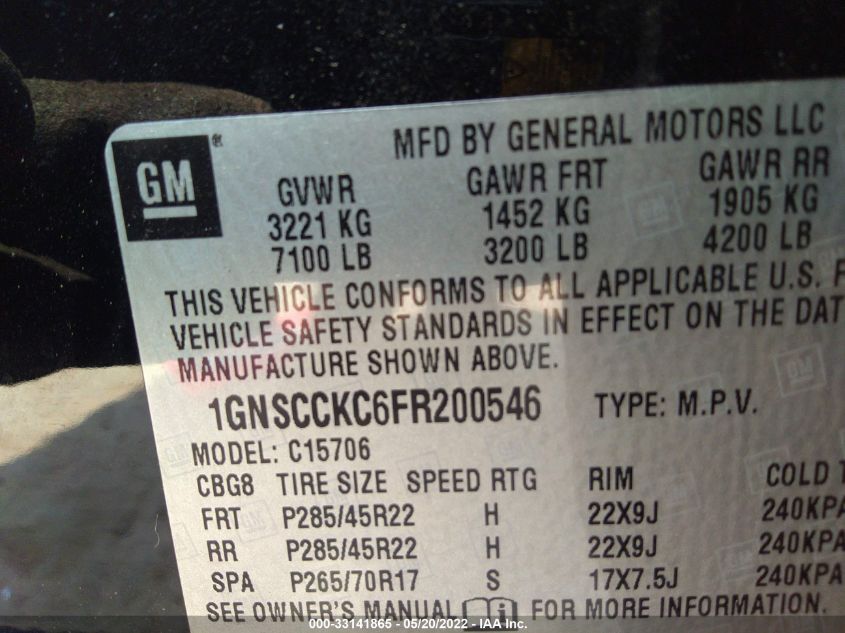 MFD BY GENERAL MOTORS LLC
GM ®
GVWR GAWR FRT GAWR RR
3221 KG 1452 KG 1905 KG
7100 LB 3200 LB 4200 LB
THIS VEHICLE CONFORMS TO ALL APPLICABLE U.S. F
VEHICLE SAFETY STANDARDS IN EFFECT ON THE DAT
MANUFACTURE SHOWN ABOVE.
1GNSCCKC6FR200546 TYPE: M.P.V.
MODEL: C15706
CBG8 TIRE SIZE SPEED RTG RIM COLD T
FRT P285/45R22 H 22X9J 240KPA
RR P285/45R22 H 22X9J 240KPA
SPA P265/70R17 S 17X7.5J 240KPA
SEE OWNER'S MANUAL FOR MORE INFORMATION.
000-33141865 - 05/20/2022 - IAA Inc.